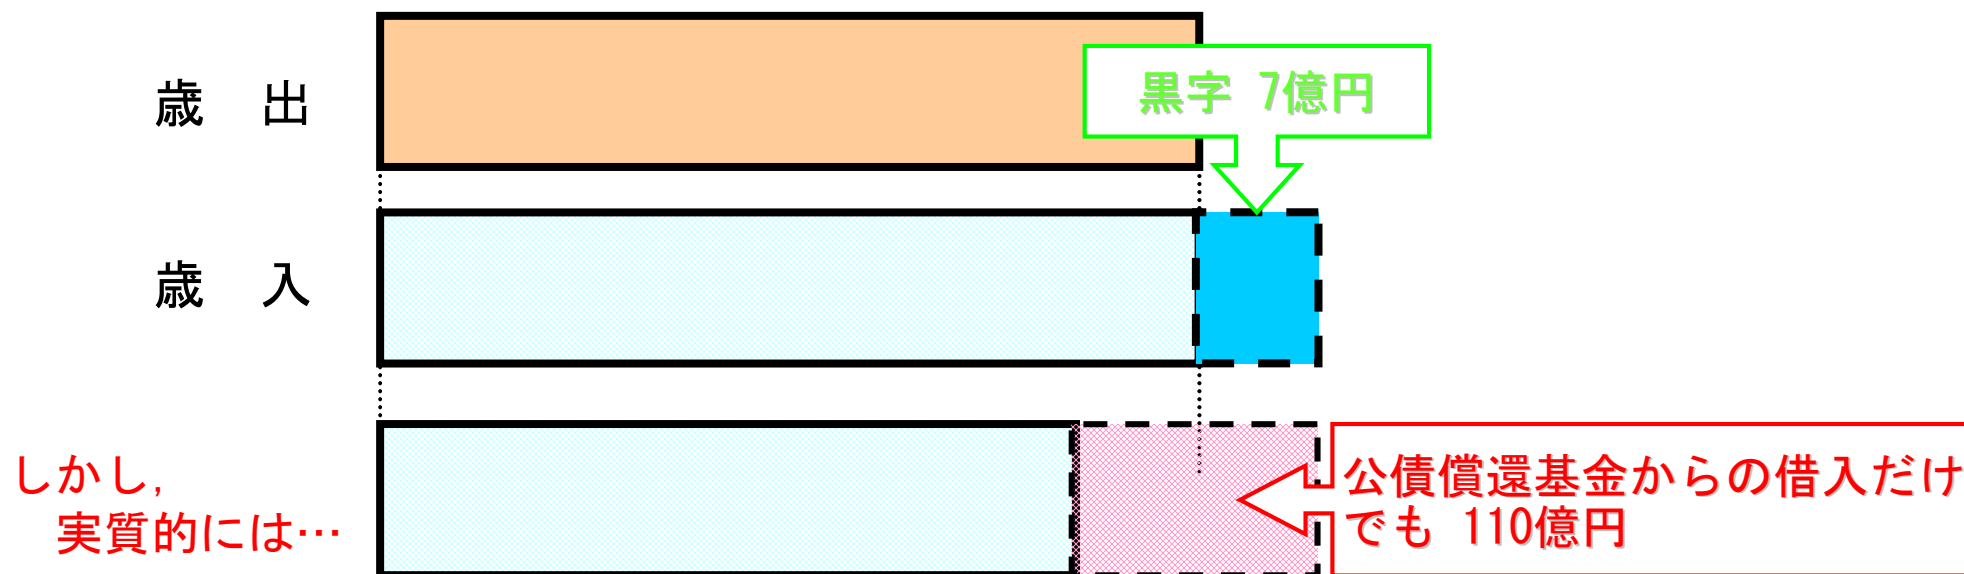 歳　出
黒字 7億円
歳　入
しかし,
実質的には…
公債償還基金からの借入だけ
でも 110億円